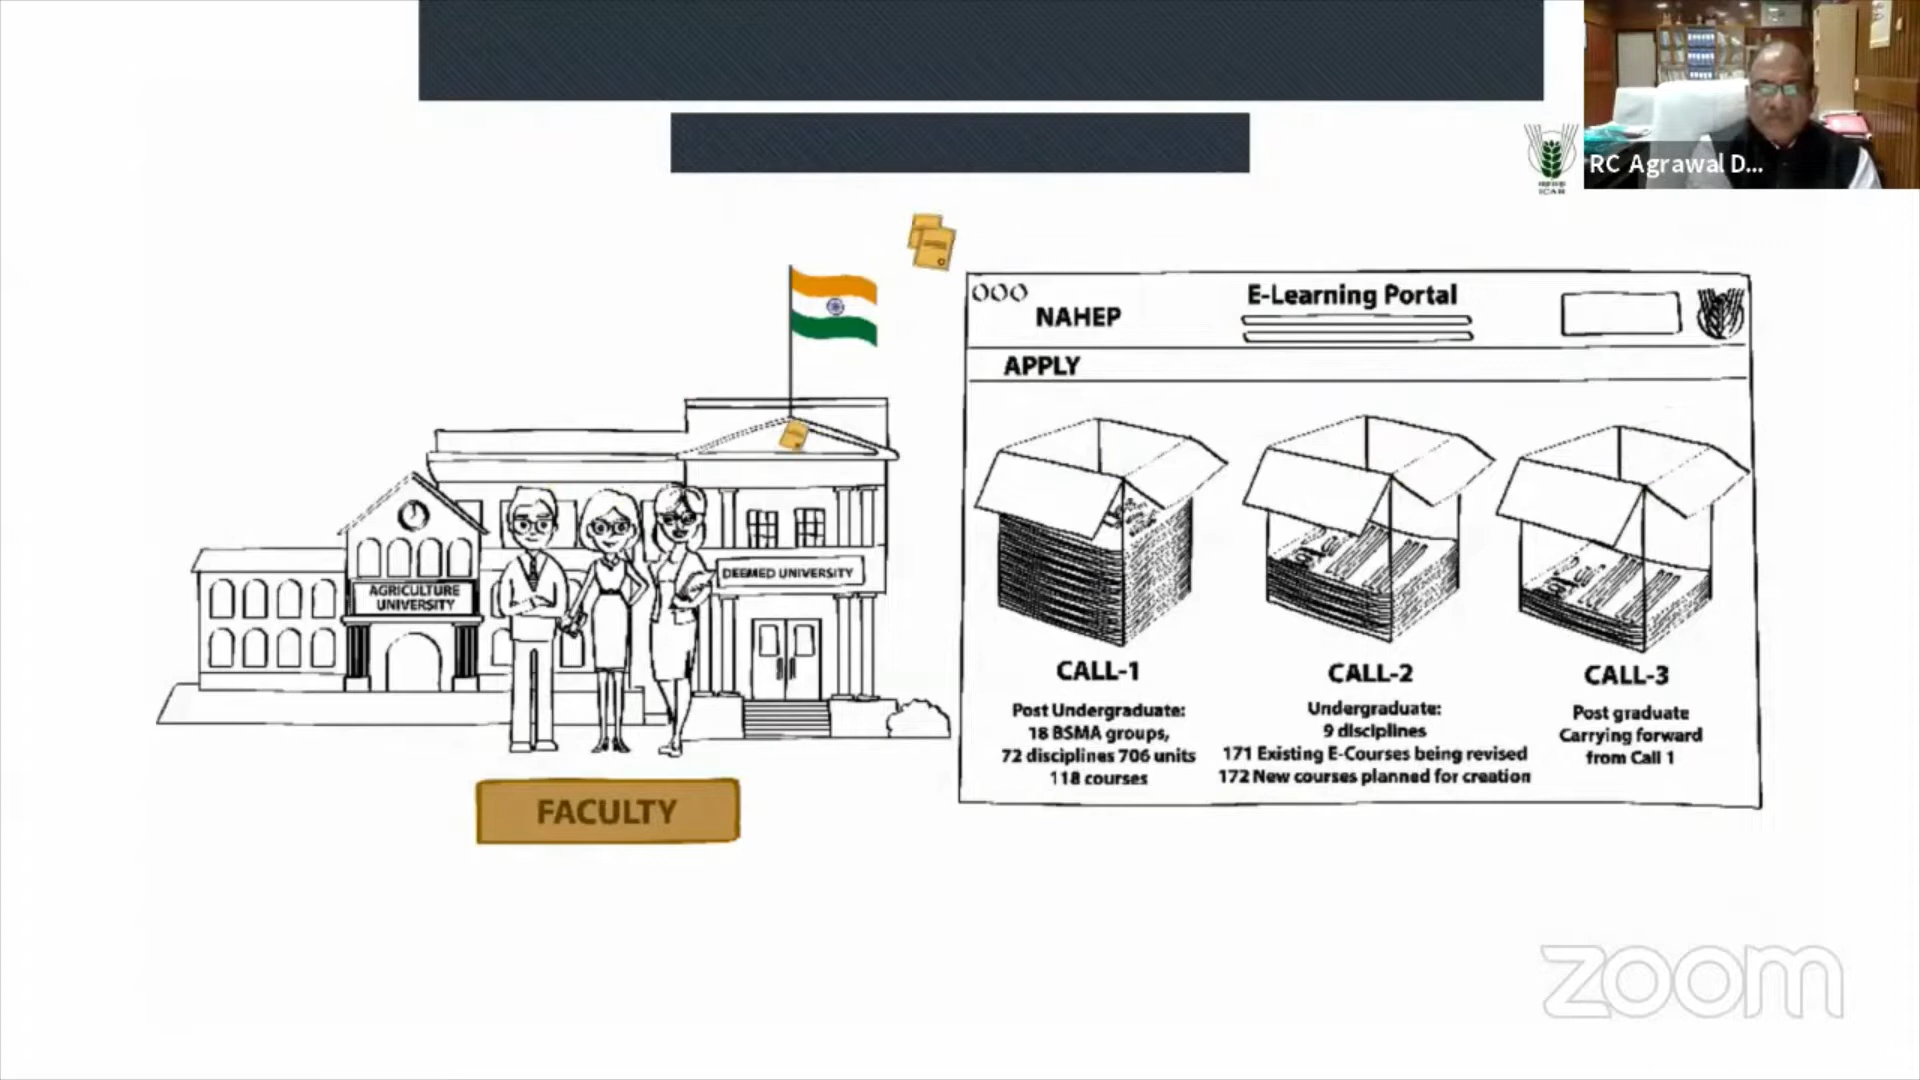 RC Agrawal D...
ICAR
NAHEP
E-Learning Portal
APPLY
AGRICULTURE
UNIVERSITY
DEEMED UNIVERSITY
FACULTY
CALL-1
Post Undergraduate:
18 BSMA groups,
72 disciplines 706 units
118 courses
CALL-2
Undergraduate:
9 disciplines
171 Existing E-Courses being revised
172 New courses planned for creation
CALL-3
Post graduate
Carrying forward
from Call 1
zoom